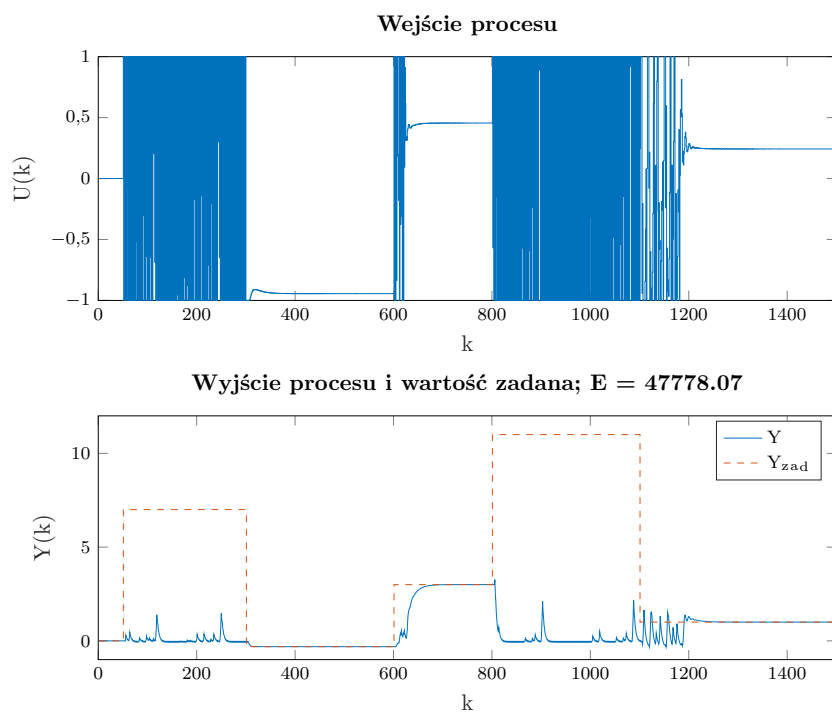 Wejście procesu
1
0,5
0
−0,5
−1
U(k)
0 200 400 600 800 1000 1200 1400
k
Wyjście procesu i wartość zadana; E = 47778.07
10
5
0
Y(k)
Y
Yzad
0 200 400 600 800 1000 1200 1400
k